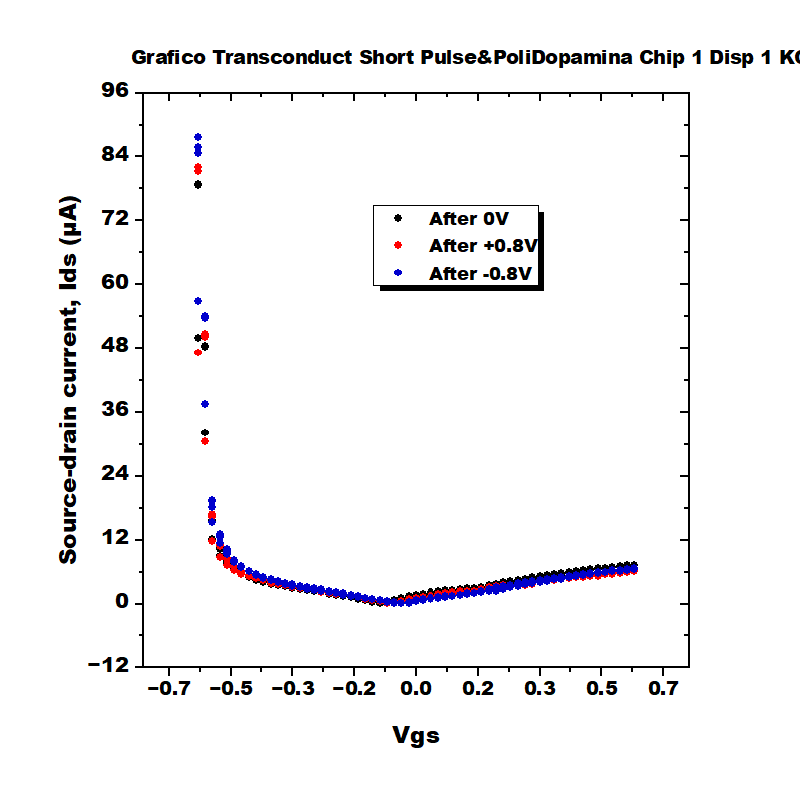 Grafico Transconduct Short Pulse&PoliDopamina Chip 1 Disp 1 KC
96
84
72
60
48
36
24
12
0
−12
Source-drain current, Ids (µA)
After 0V
After +0.8V
After -0.8V
−0.7 −0.5 −0.3 −0.2 0.0 0.2 0.3 0.5 0.7
Vgs